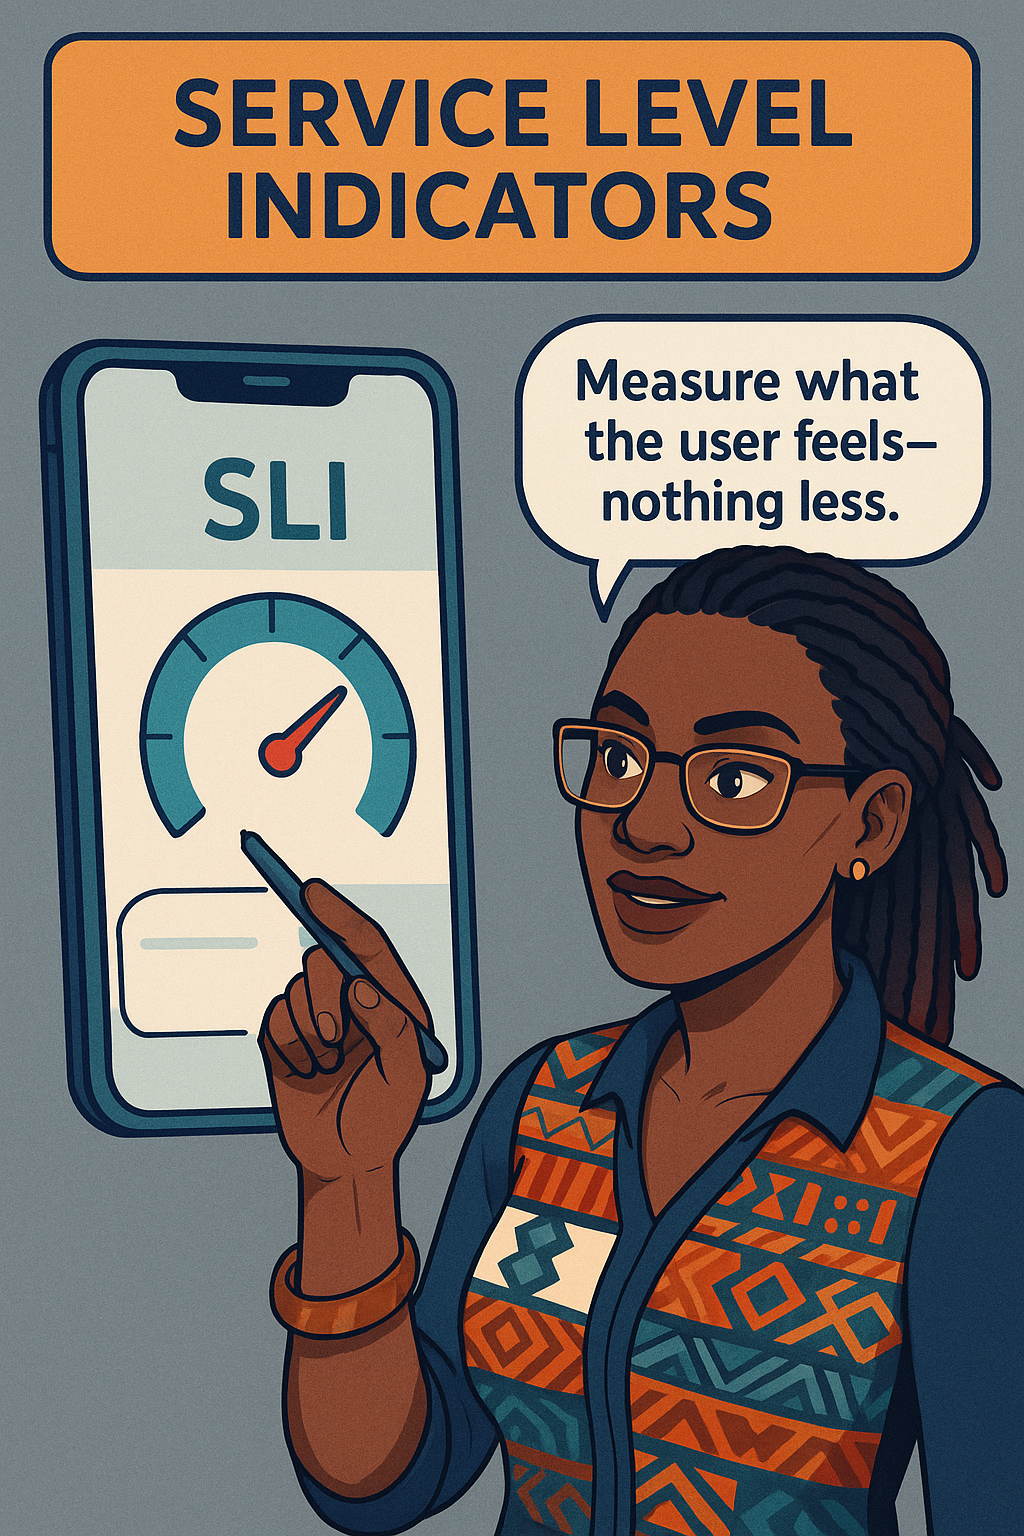 SERVICE LEVEL
INDICATORS
Measure what
the user feels—
nothing less.
SLI